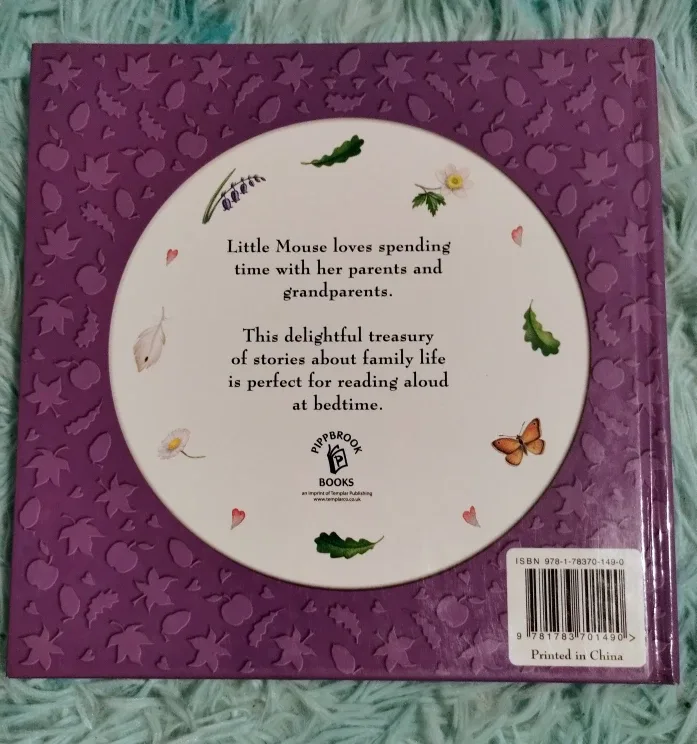 Little Mouse loves spending
time with her parents and
grandparents.
This delightful treasury
of stories about family life
is perfect for reading aloud
at bedtime.
PIPPBROOK
P
BOOKS
an imprint of Templar Publishing
www.templarco.co.uk
ISBN 978-1-78370-149-0
9 781783 701490 >
Printed in China